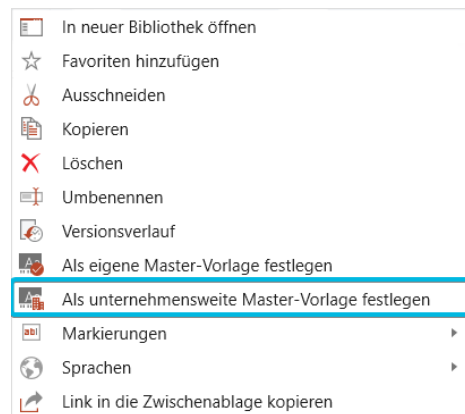 In neuer Bibliothek öffnen
Favoriten hinzufügen
Ausschneiden
Kopieren
Löschen
Umbenennen
Versionsverlauf
Als eigene Master-Vorlage festlegen
Als unternehmensweite Master-Vorlage festlegen
Markierungen
Sprachen
Link in die Zwischenablage kopieren